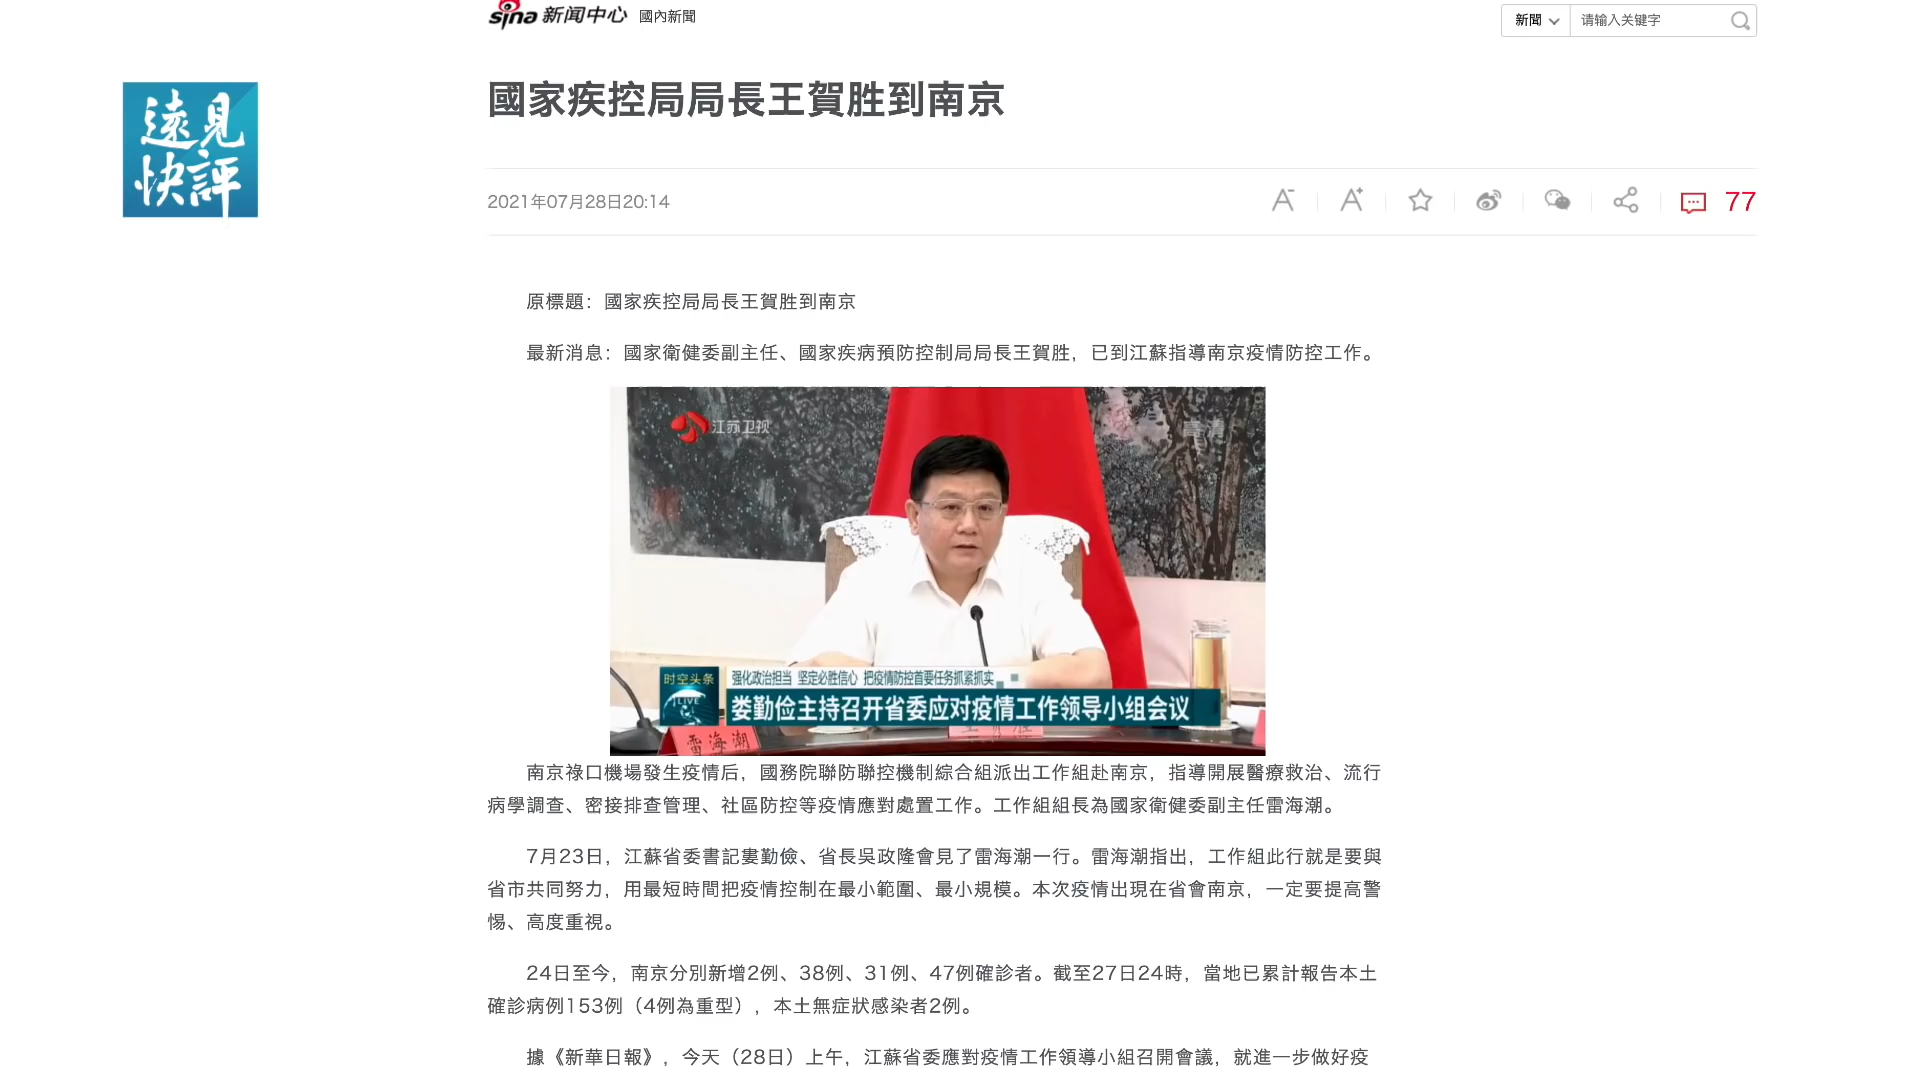 sina 新闻中心 國內新聞
新聞 请输入关键字
遠見
快評
國家疾控局局長王賀胜到南京
2021年07月28日20:14
77
原標題：國家疾控局局長王賀胜到南京
最新消息：國家衛健委副主任、國家疾病預防控制局局長王賀胜，已到江蘇指導南京疫情防控工作。
江苏卫视
高清
时空头条
LIVE
强化政治担当 坚定必胜信心 把疫情防控首要任务抓紧抓实
娄勤俭主持召开省委应对疫情工作领导小组会议
雷海潮
南京祿口機場發生疫情后，國務院聯防聯控機制綜合組派出工作組赴南京，指導開展醫療救治、流行
病學調查、密接排查管理、社區防控等疫情應對處置工作。工作組組長為國家衛健委副主任雷海潮。
7月23日，江蘇省委書記婁勤儉、省長吳政隆會見了雷海潮一行。雷海潮指出，工作組此行就是要與
省市共同努力，用最短時間把疫情控制在最小範圍、最小規模。本次疫情出現在省會南京，一定要提高警
惕、高度重視。
24日至今，南京分別新增2例、38例、31例、47例確診者。截至27日24時，當地已累計報告本土
確診病例153例（4例為重型），本土無症狀感染者2例。
據《新華日報》，今天（28日）上午，江蘇省委應對疫情工作領導小組召開會議，就進一步做好疫